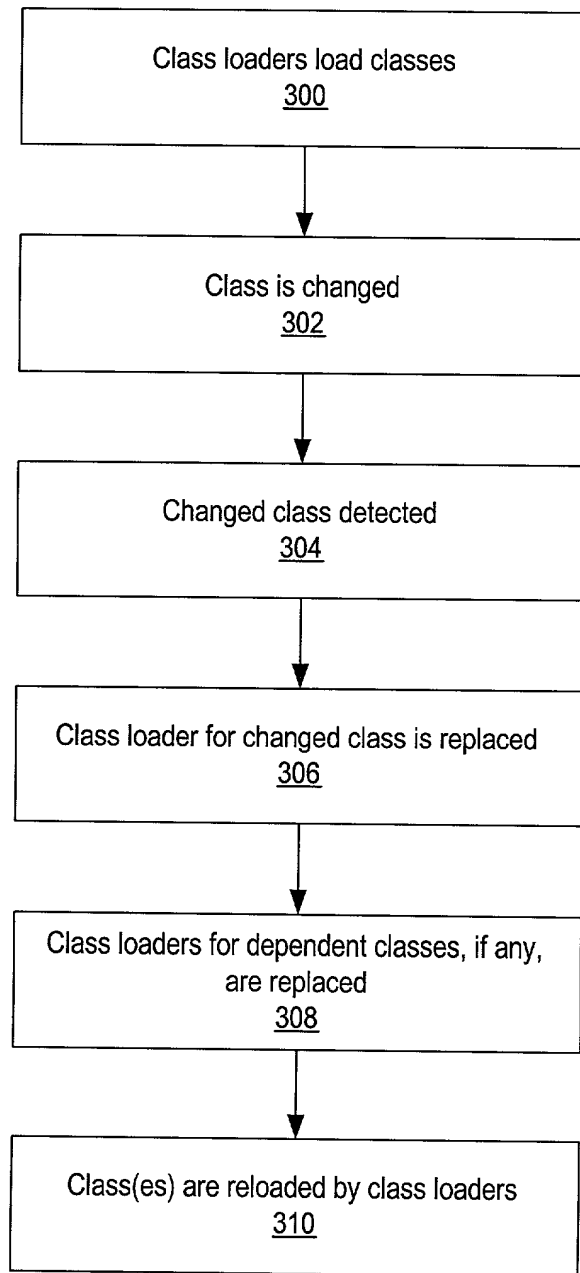 Class loaders load classes
300
Class is changed
302
Changed class detected
304
Class loader for changed class is replaced
306
Class loaders for dependent classes, if any,
are replaced
308
Class(es) are reloaded by class loaders
310